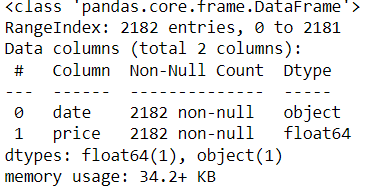 <class 'pandas.core.frame.DataFrame'>
RangeIndex: 2182 entries, 0 to 2181
Data columns (total 2 columns):
 #   Column  Non-Null Count  Dtype
---  ------  --------------  -----
 0   date    2182 non-null   object
 1   price   2182 non-null   float64
dtypes: float64(1), object(1)
memory usage: 34.2+ KB